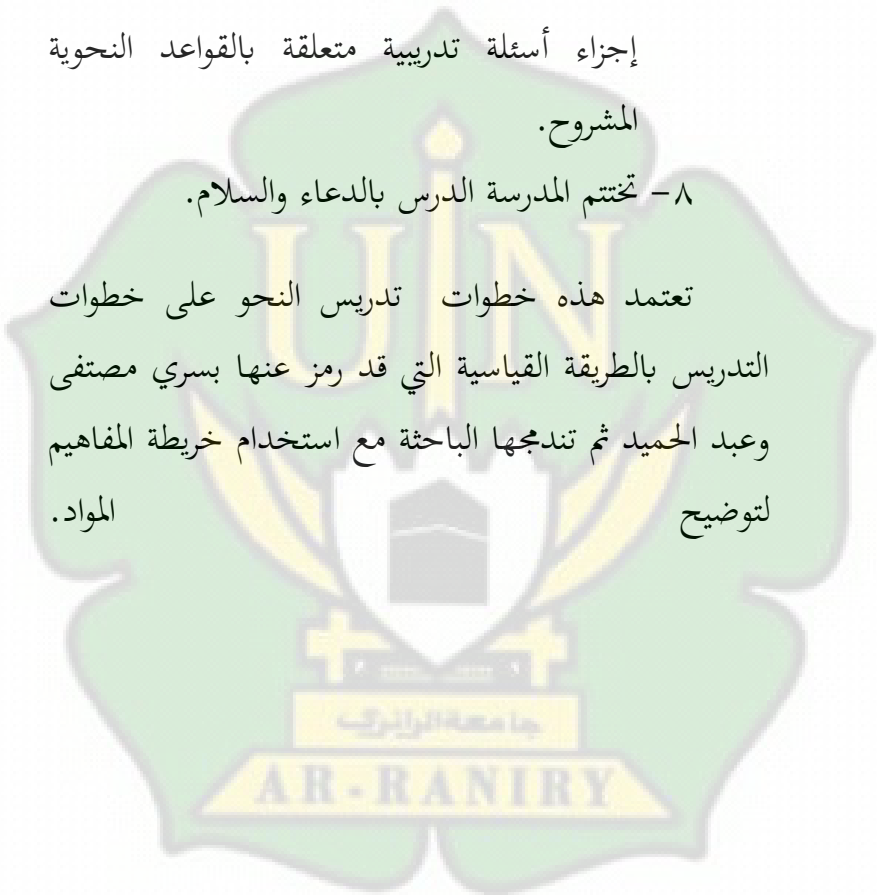 إجزاء أسئلة تدريبية متعلقة بالقواعد النحوية
المشروح.
٨- تختتم المدرسة الدرس بالدعاء والسلام.
تعتمد هذه خطوات تدريس النحو على خطوات
التدريس بالطريقة القياسية التي قد رمز عنها بسري مصتفى
وعبد الحميد ثم تندمجها الباحثة مع استخدام خريطة المفاهيم
لتوضيح المواد.
UIN
جامعة الرانري
AR-RANIRY